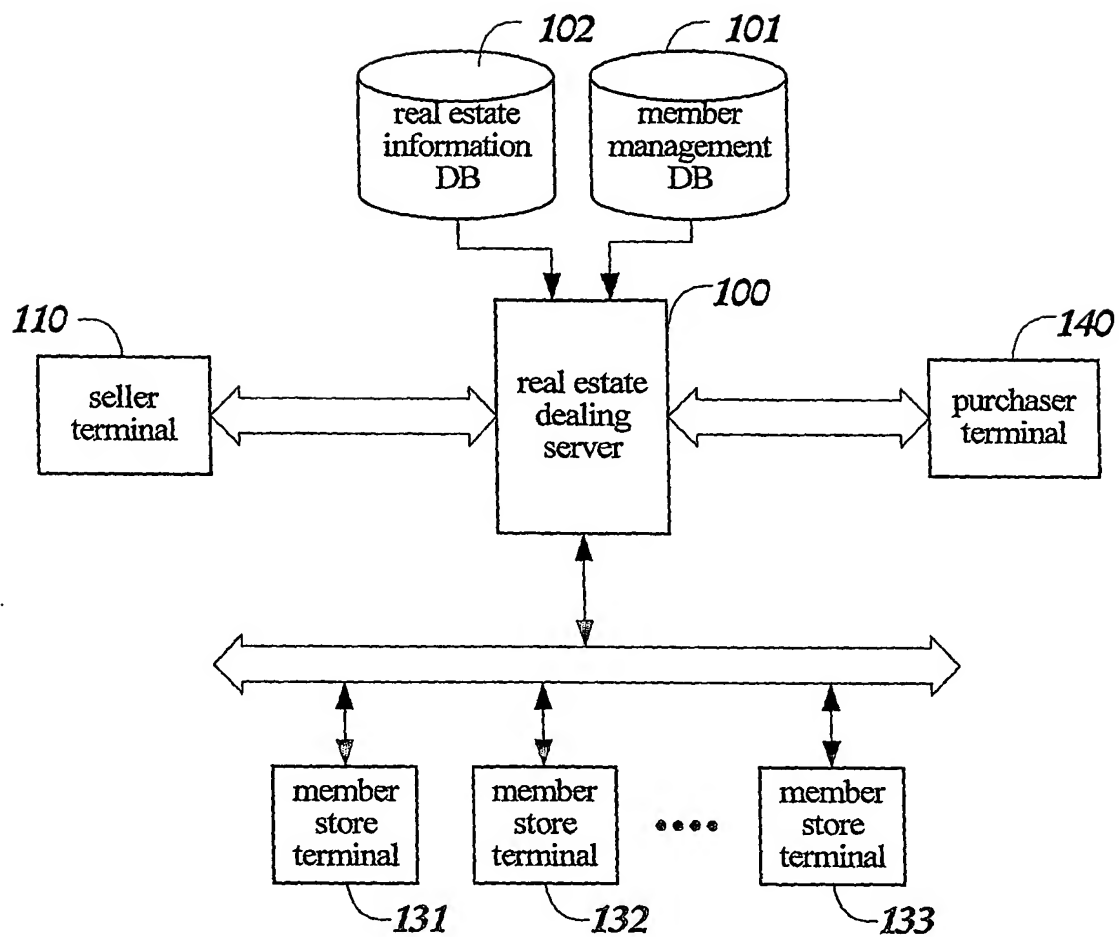 102
101
real estate
information
DB
member
management
DB
100
110
140
seller
terminal
real estate
dealing
server
purchaser
terminal
member
store
terminal
member
store
terminal
member
store
terminal
131
132
133